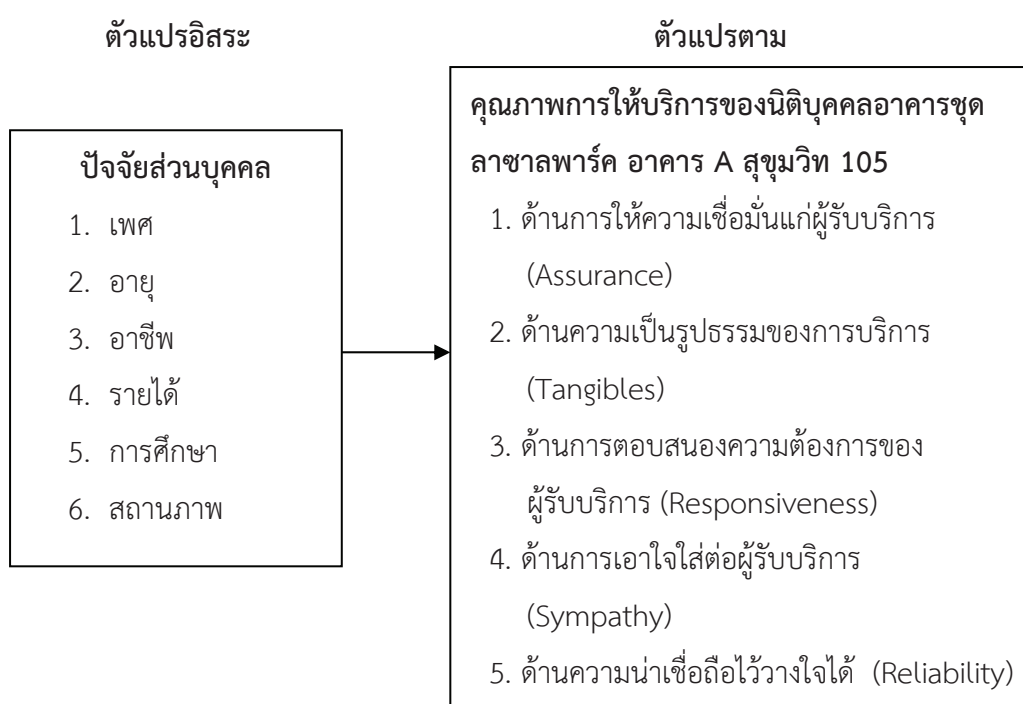 ตัวแปรอิสระ
ตัวแปรตาม
ปัจจัยส่วนบุคคล
1. เพศ
2. อายุ
3. อาชีพ
4. รายได้
5. การศึกษา
6. สถานภาพ
คุณภาพการให้บริการของนิติบุคคลอาคารชุด
ลาซาลพาร์ค อาคาร A สุขุมวิท 105
1. ด้านการให้ความเชื่อมั่นแก่ผู้รับบริการ
(Assurance)
2. ด้านความเป็นรูปธรรมของการบริการ
(Tangibles)
3. ด้านการตอบสนองความต้องการของ
ผู้รับบริการ (Responsiveness)
4. ด้านการเอาใจใส่ต่อผู้รับบริการ
(Sympathy)
5. ด้านความน่าเชื่อถือไว้วางใจได้ (Reliability)